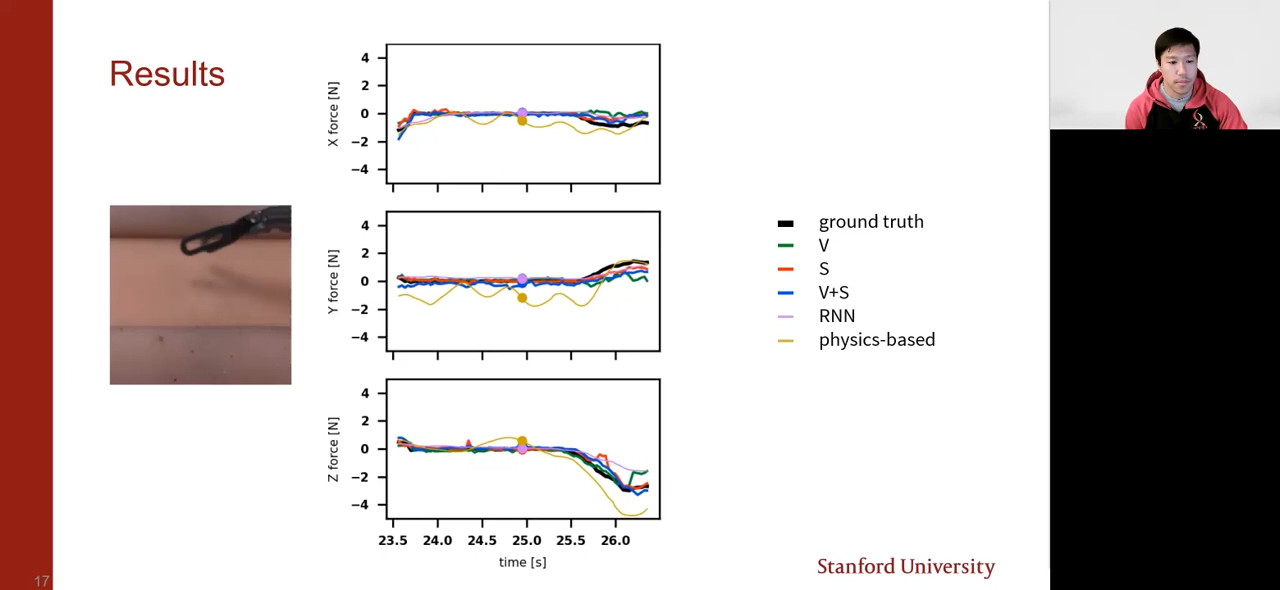 Results
X force [N]
4
2
0
−2
−4
Y force [N]
4
2
0
−2
−4
Z force [N]
4
2
0
−2
−4
23.5 24.0 24.5 25.0 25.5 26.0
time [s]
ground truth
V
S
V+S
RNN
physics-based
Stanford University
17